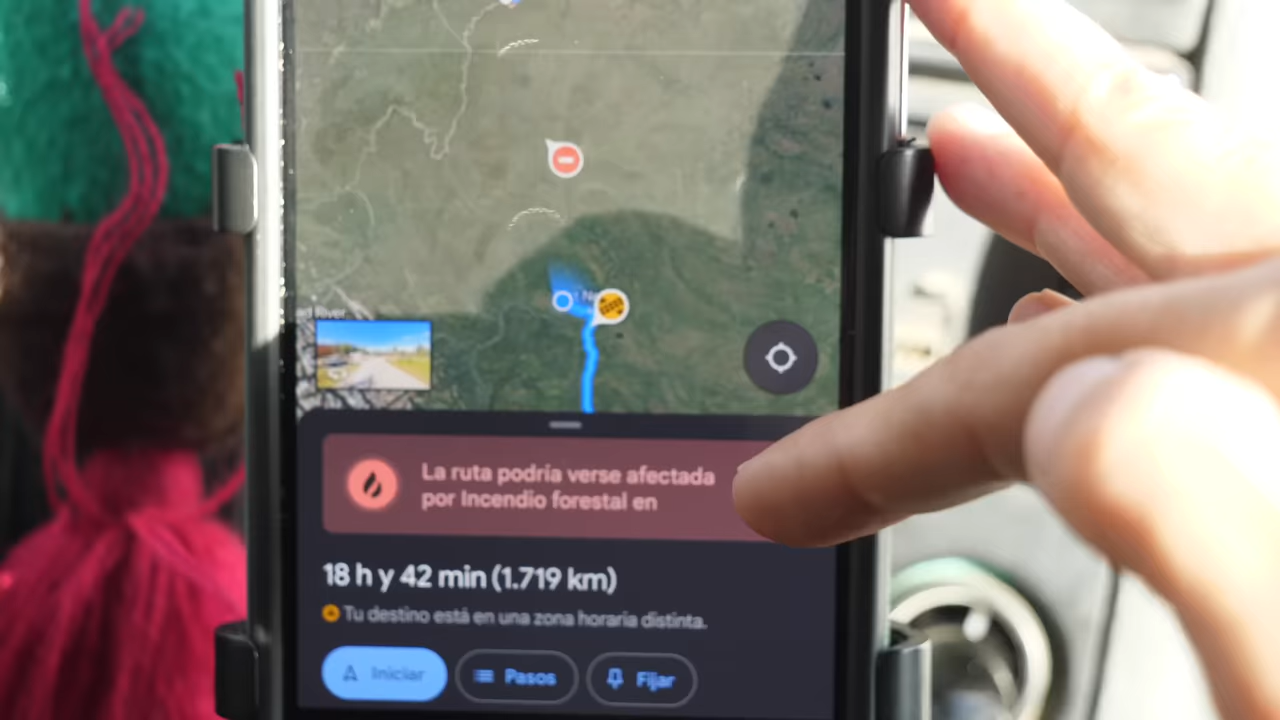 River
La ruta podría verse afectada
por Incendio forestal en
18 h y 42 min (1.719 km)
Tu destino está en una zona horaria distinta.
Iniciar
Pasos
Fijar